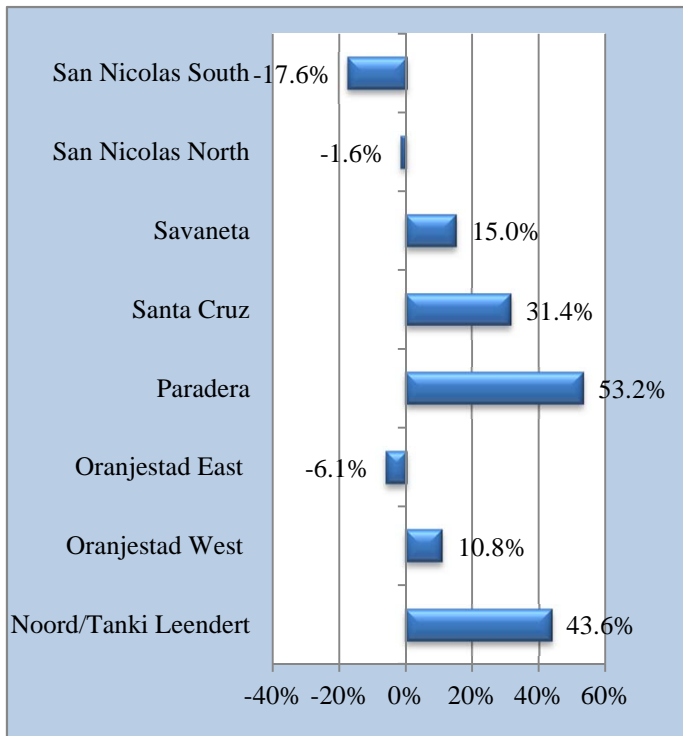 San Nicolas South -17.6%
San Nicolas North -1.6%
Savaneta 15.0%
Santa Cruz 31.4%
Paradera 53.2%
Oranjestad East -6.1%
Oranjestad West 10.8%
Noord/Tanki Leendert 43.6%
-40% -20% 0% 20% 40% 60%